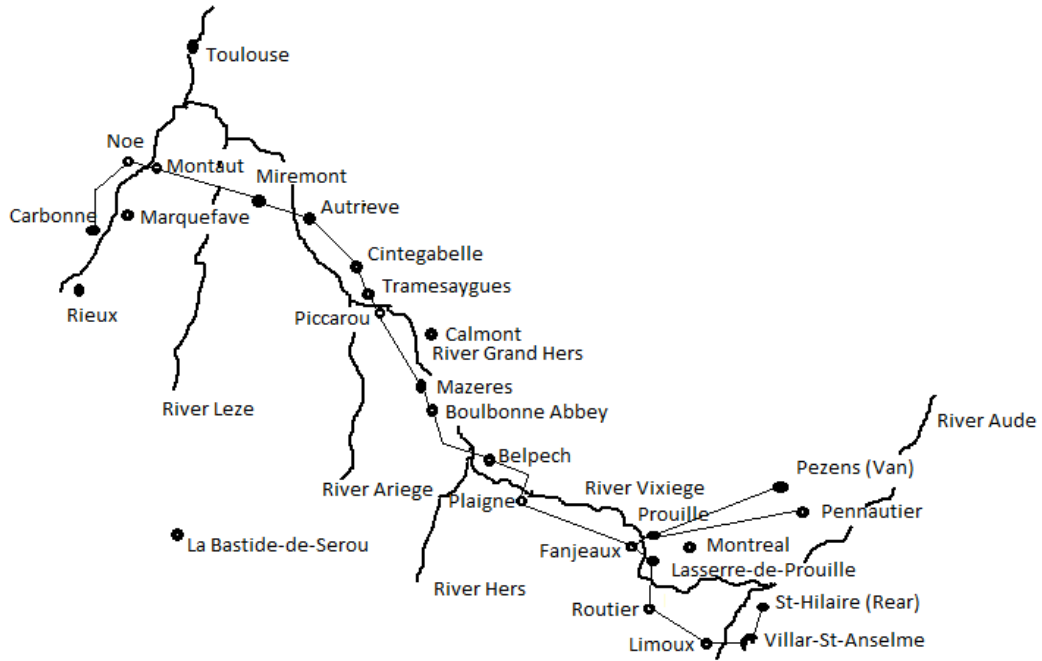 Toulouse
Noe
Montaut
Miremont
Carbonne
Marquefave
Autrieve
Cintegabelle
Tramesaygues
Rieux
Piccarou
Calmont
River Grand Hers
Mazeres
River Leze
Boulbonne Abbey
River Aude
Belpech
Pezens (Van)
River Ariege
Plaigne
River Vixiege
Prouille
Pennautier
La Bastide-de-Serou
Fanjeaux
Montreal
Lasserre-de-Prouille
River Hers
Routier
St-Hilaire (Rear)
Limoux
Villar-St-Anselme